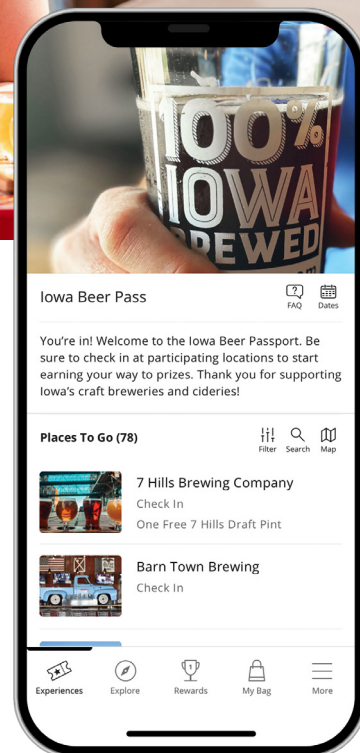 100%
IOWA
BREWED
Iowa Beer Pass
FAQ
Dates
You're in! Welcome to the Iowa Beer Passport. Be
sure to check in at participating locations to start
earning your way to prizes. Thank you for supporting
Iowa's craft breweries and cideries!
Places To Go (78)
Filter
Search
Map
7 Hills Brewing Company
Check In
One Free 7 Hills Draft Pint
Barn Town Brewing
Check In
1
Experiences
Explore
Rewards
My Bag
More